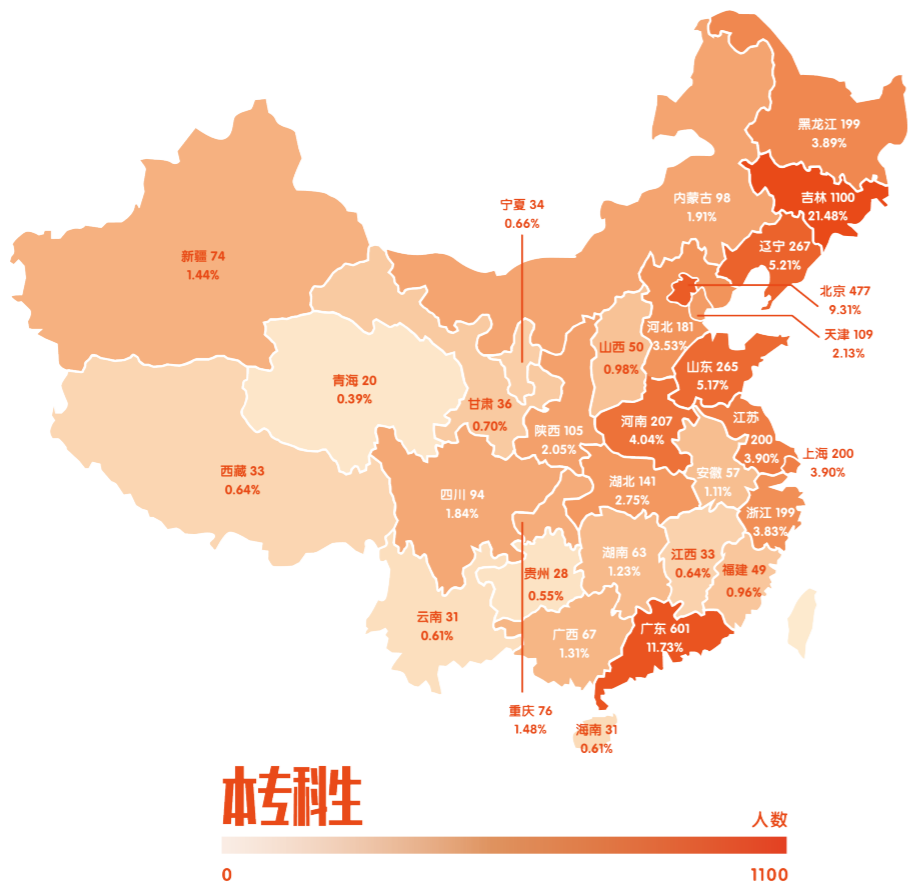 黑龙江 199
3.89%
内蒙古 98
1.91%
吉林 1100
21.48%
宁夏 34
0.66%
辽宁 267
5.21%
新疆 74
1.44%
北京 477
9.31%
天津 109
2.13%
河北 181
3.53%
山西 50
0.98%
山东 265
5.17%
青海 20
0.39%
甘肃 36
0.70%
陕西 105
2.05%
河南 207
4.04%
江苏
200
3.90%
上海 200
3.90%
西藏 33
0.64%
四川 94
1.84%
湖北 141
2.75%
安徽 57
1.11%
浙江 199
3.83%
湖南 63
1.23%
江西 33
0.64%
福建 49
0.96%
贵州 28
0.55%
云南 31
0.61%
广西 67
1.31%
广东 601
11.73%
重庆 76
1.48%
海南 31
0.61%
本专科生
人数
0
1100